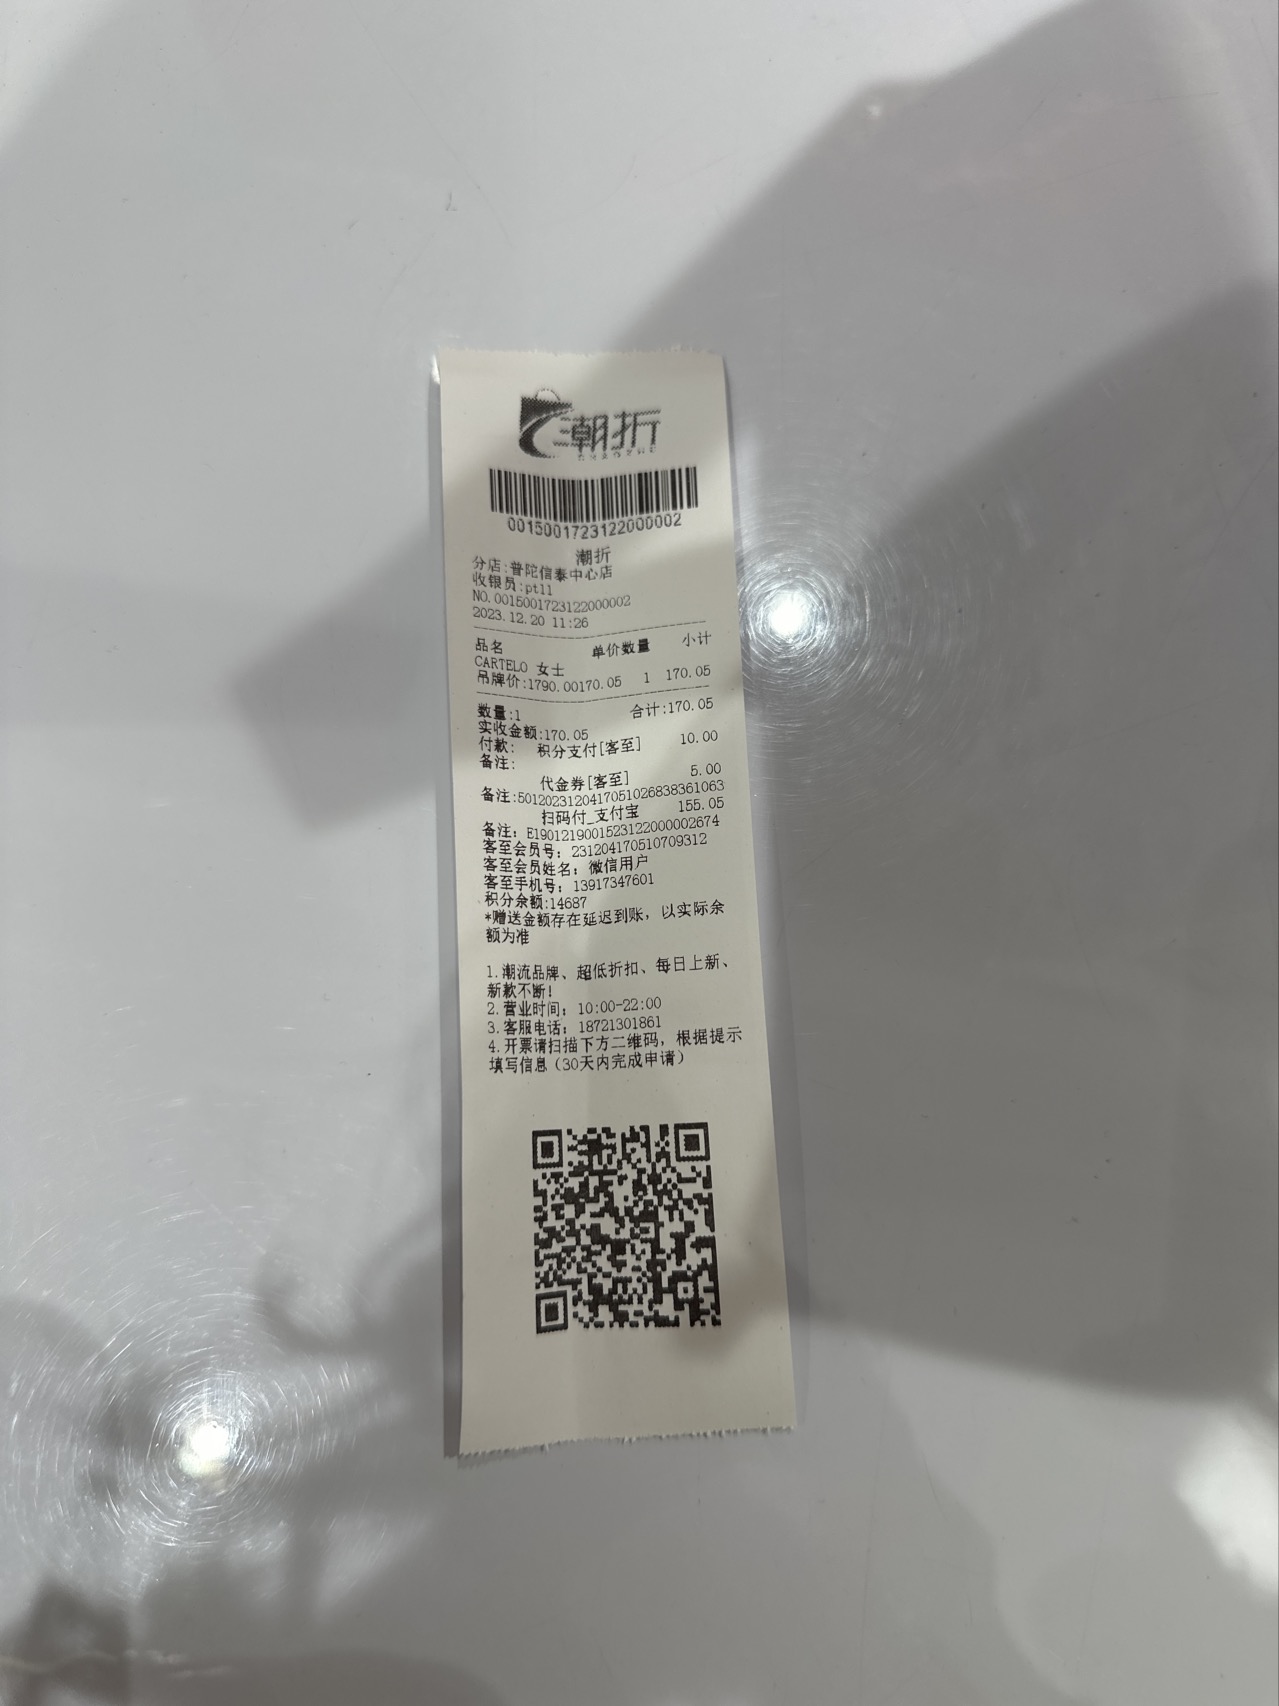 潮折
0015001723122000002
潮折
分店:普陀信泰中心店
收银员:pt11
NO.0015001723122000002
2023.12.20 11:26
品名 单价数量 小计
CARTELO 女士
吊牌价:1790.00170.05 1 170.05
数量:1 合计:170.05
实收金额:170.05
付款: 积分支付[客至] 10.00
备注:
代金券[客至] 5.00
备注:5012023120417051026838361063
扫码付_支付宝 155.05
备注: E19012190015231220000026​74
客至会员号: 231204170510709312
客至会员姓名: 微信用户
客至手机号: 13917347601
积分余额:14687
*赠送金额存在延迟到账, 以实际余
额为准
1.潮流品牌、超低折扣、每日上新、
新款不断!
2.营业时间: 10:00-22:00
3.客服电话: 18721301861
4.开票请扫描下方二维码, 根据提示
填写信息(30天内完成申请)